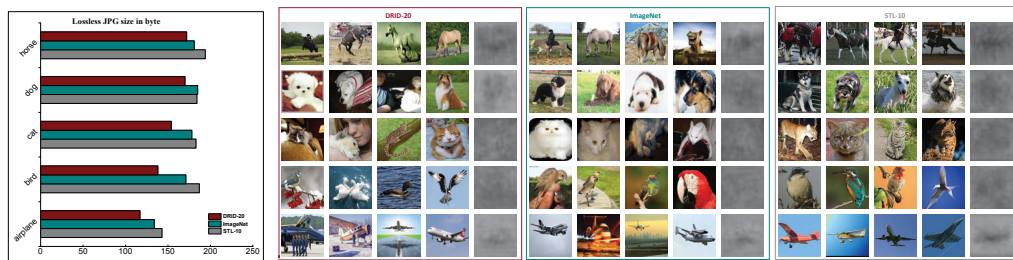 Lossless JPG size in byte
horse
dog
cat
bird
airplane
DRID-20
ImageNet
STL-10
0 50 100 150 200 250
DRID-20
ImageNet
STL-10